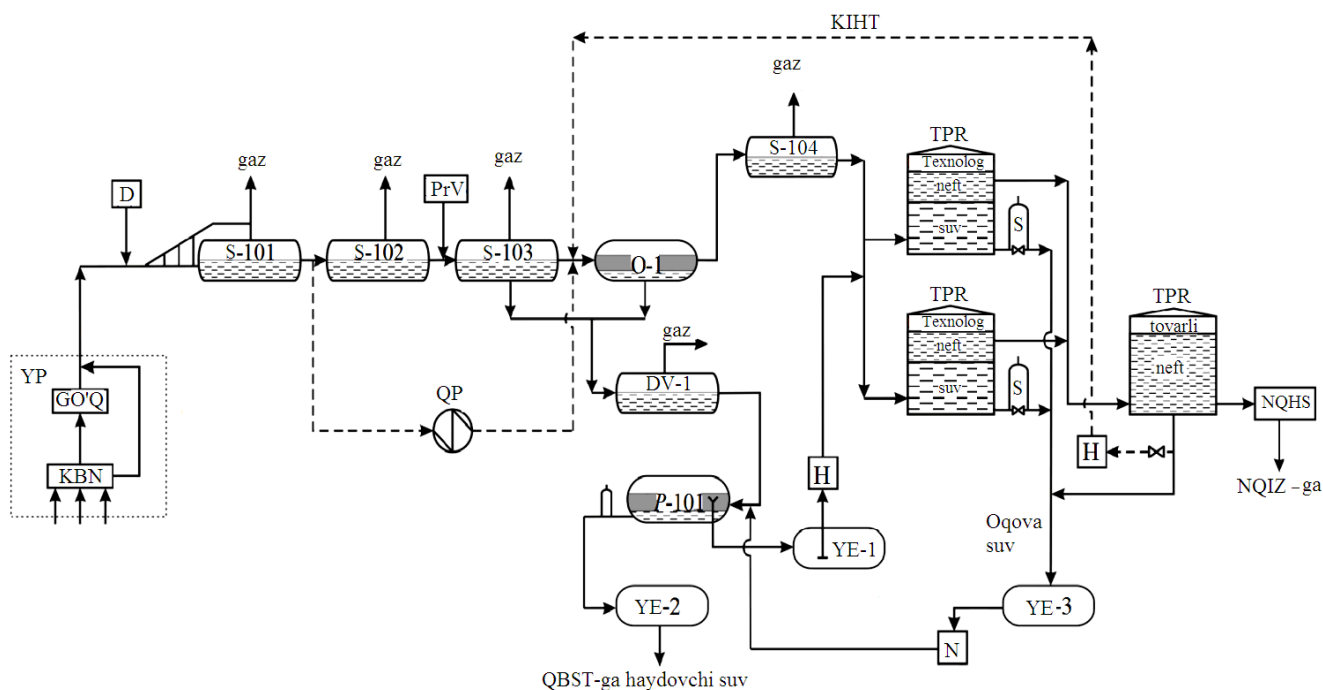 KIHT
gaz
TPR
S-104
Texnolog
neft
suv
S
gaz
gaz
gaz
D
PrV
S-101
S-102
S-103
O-1
TPR
TPR
Texnolog
neft
suv
S
tovarli
neft
gaz
DV-1
YP
GO'Q
KBN
QP
NQHS
H
NQIZ – ga
H
P-101
YE-1
Oqova
suv
YE-2
YE-3
N
QBST-ga haydovchi suv